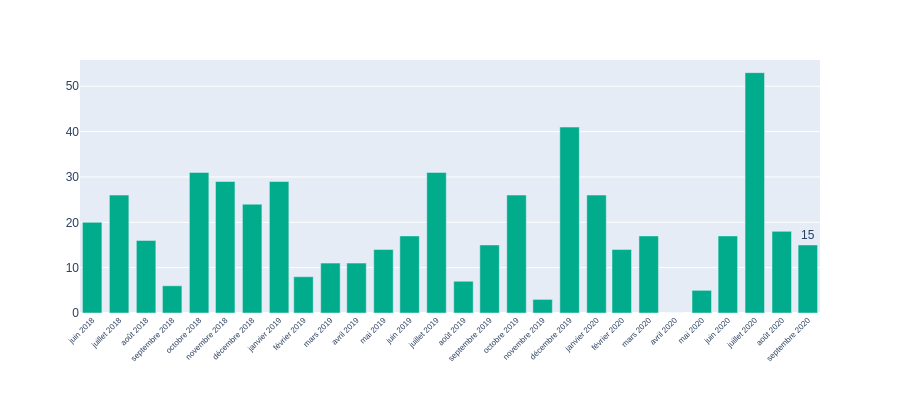 50
40
30
20
10
0
15
juin 2018
juillet 2018
août 2018
septembre 2018
octobre 2018
novembre 2018
décembre 2018
janvier 2019
février 2019
mars 2019
avril 2019
mai 2019
juin 2019
juillet 2019
août 2019
septembre 2019
octobre 2019
novembre 2019
décembre 2019
janvier 2020
février 2020
mars 2020
avril 2020
mai 2020
juin 2020
juillet 2020
août 2020
septembre 2020